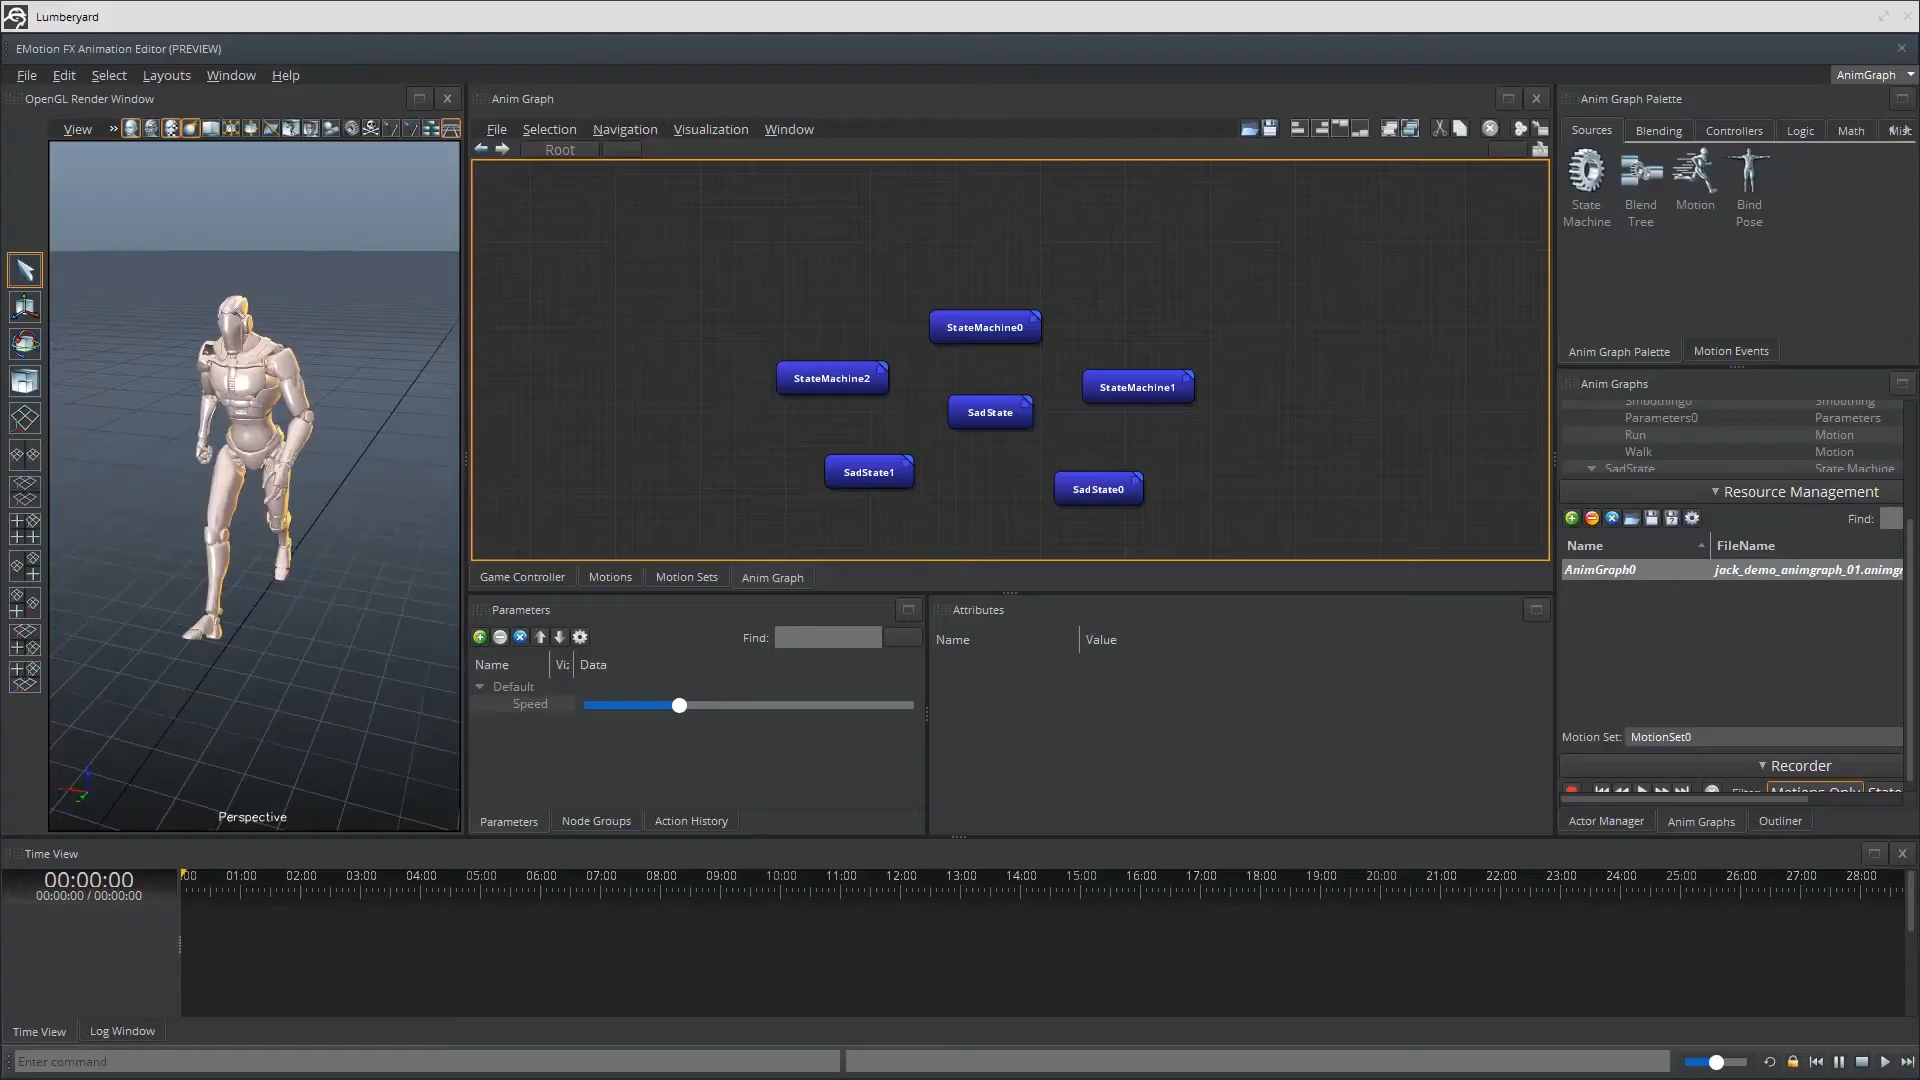 Lumberyard
EMotion FX Animation Editor (PREVIEW)
File Edit Select Layouts Window Help
AnimGraph
OpenGL Render Window
View »
Perspective
Anim Graph
File Selection Navigation Visualization Window
Root
StateMachine0
StateMachine2
StateMachine1
SadState
SadState1
SadState0
Game Controller Motions Motion Sets Anim Graph
Parameters
Find:
Name Vi: Data
Default
Speed
Parameters Node Groups Action History
Attributes
Name Value
Anim Graph Palette
Sources Blending Controllers Logic Math
State Machine
Blend Tree
Motion
Bind Pose
Anim Graph Palette Motion Events
Anim Graphs
Smoothing0 Smoothing
Parameters0 Parameters
Run Motion
Walk Motion
SadState State Machine
Resource Management
Find:
Name FileName
AnimGraph0 jack_demo_animgraph_01.animgr
Motion Set: MotionSet0
Recorder
Motions Only State
Actor Manager Anim Graphs Outliner
Time View
00:00:00
00:00:00 / 00:00:00
:00 01:00 02:00 03:00 04:00 05:00 06:00 07:00 08:00 09:00 10:00 11:00 12:00 13:00 14:00 15:00 16:00 17:00 18:00 19:00 20:00 21:00 22:00 23:00 24:00 25:00 26:00 27:00 28:00
Time View Log Window
Enter command